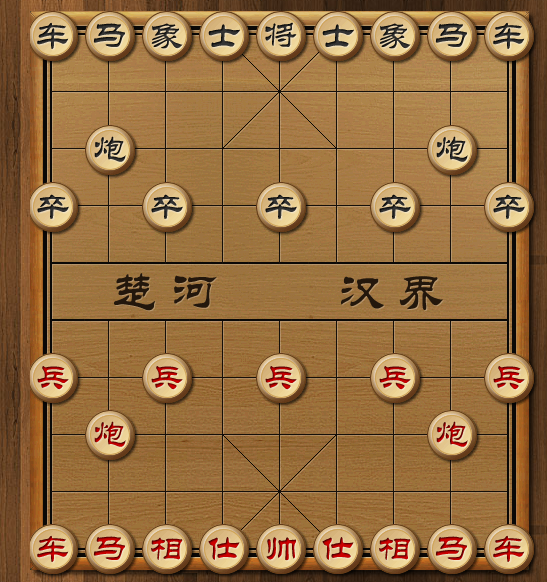 车马象士将士象马车
炮炮
卒卒卒卒卒
楚河 汉界
兵兵兵兵兵
炮炮
车马相仕帅仕相马车